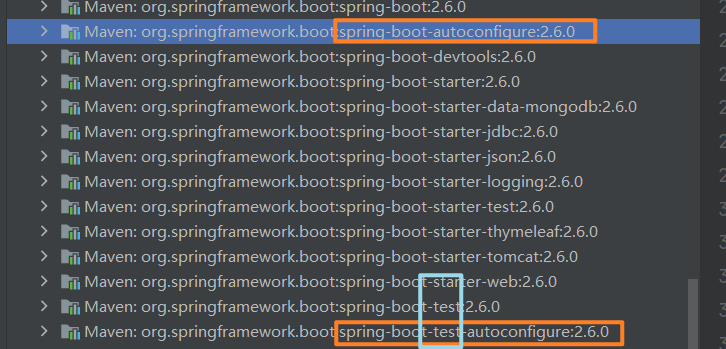 Maven: org.springframework.boot:spring-boot:2.6.0
Maven: org.springframework.boot:spring-boot-autoconfigure:2.6.0
Maven: org.springframework.boot:spring-boot-devtools:2.6.0
Maven: org.springframework.boot:spring-boot-starter:2.6.0
Maven: org.springframework.boot:spring-boot-starter-data-mongodb:2.6.0
Maven: org.springframework.boot:spring-boot-starter-jdbc:2.6.0
Maven: org.springframework.boot:spring-boot-starter-json:2.6.0
Maven: org.springframework.boot:spring-boot-starter-logging:2.6.0
Maven: org.springframework.boot:spring-boot-starter-test:2.6.0
Maven: org.springframework.boot:spring-boot-starter-thymeleaf:2.6.0
Maven: org.springframework.boot:spring-boot-starter-tomcat:2.6.0
Maven: org.springframework.boot:spring-boot-starter-web:2.6.0
Maven: org.springframework.boot:spring-boot-test:2.6.0
Maven: org.springframework.boot:spring-boot-test-autoconfigure:2.6.0